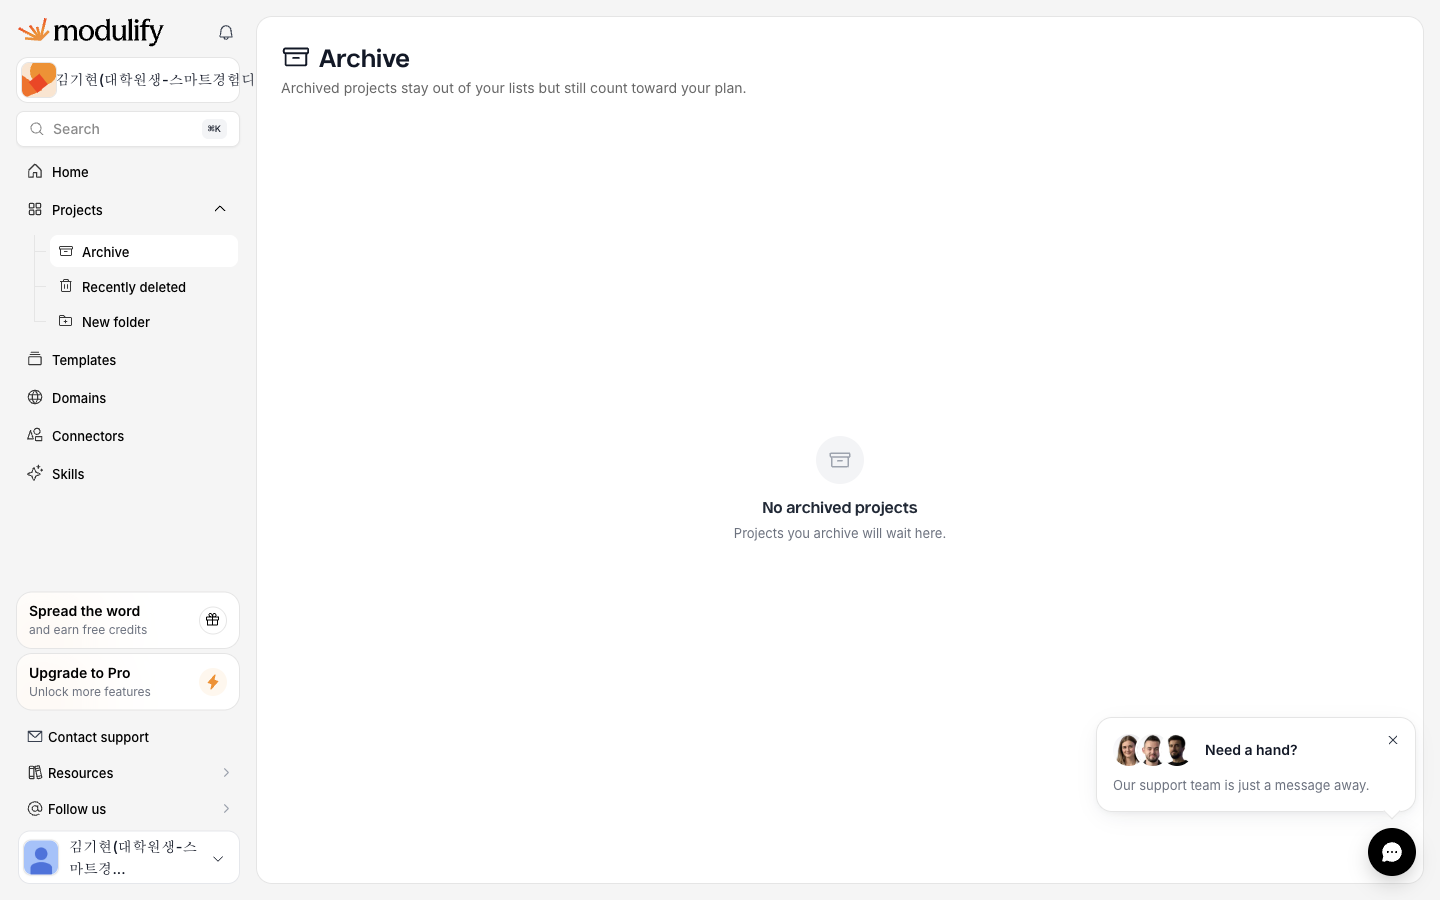 modulify
김기현(대학원생-스마트경험디
Search
⌘K
Home
Projects
Archive
Recently deleted
New folder
Templates
Domains
Connectors
Skills
Spread the word
and earn free credits
Upgrade to Pro
Unlock more features
Contact support
Resources
Follow us
김기현(대학원생-스
마트경...
Archive
Archived projects stay out of your lists but still count toward your plan.
No archived projects
Projects you archive will wait here.
Need a hand?
Our support team is just a message away.